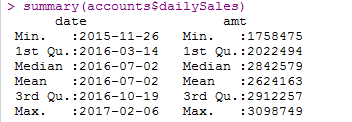 > summary(accounts$dailySales)
date amt
Min. :2015-11-26 Min. :1758475
1st Qu.:2016-03-14 1st Qu.:2022494
Median :2016-07-02 Median :2842579
Mean :2016-07-02 Mean :2624163
3rd Qu.:2016-10-19 3rd Qu.:2912257
Max. :2017-02-06 Max. :3098749